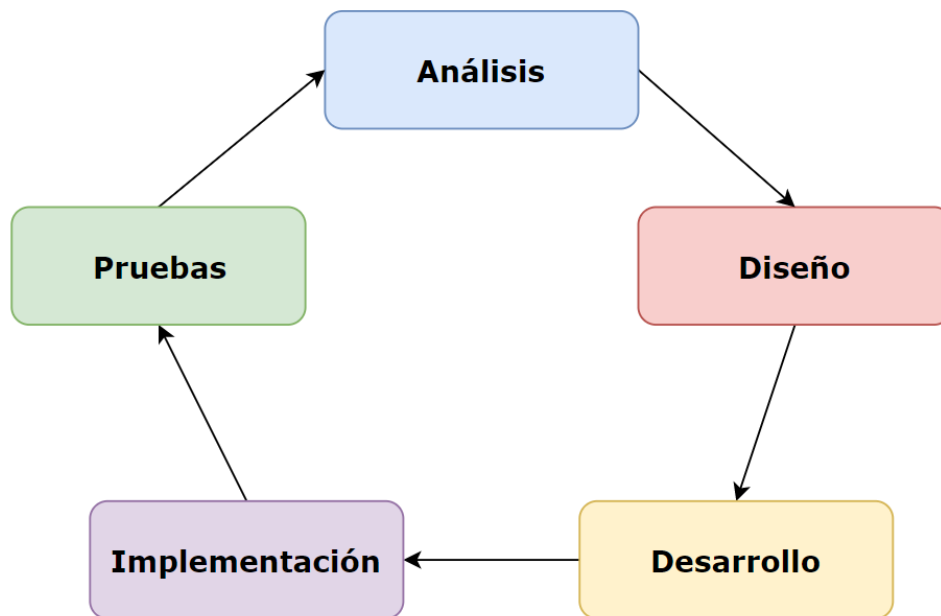 Análisis
Pruebas
Diseño
Implementación
Desarrollo